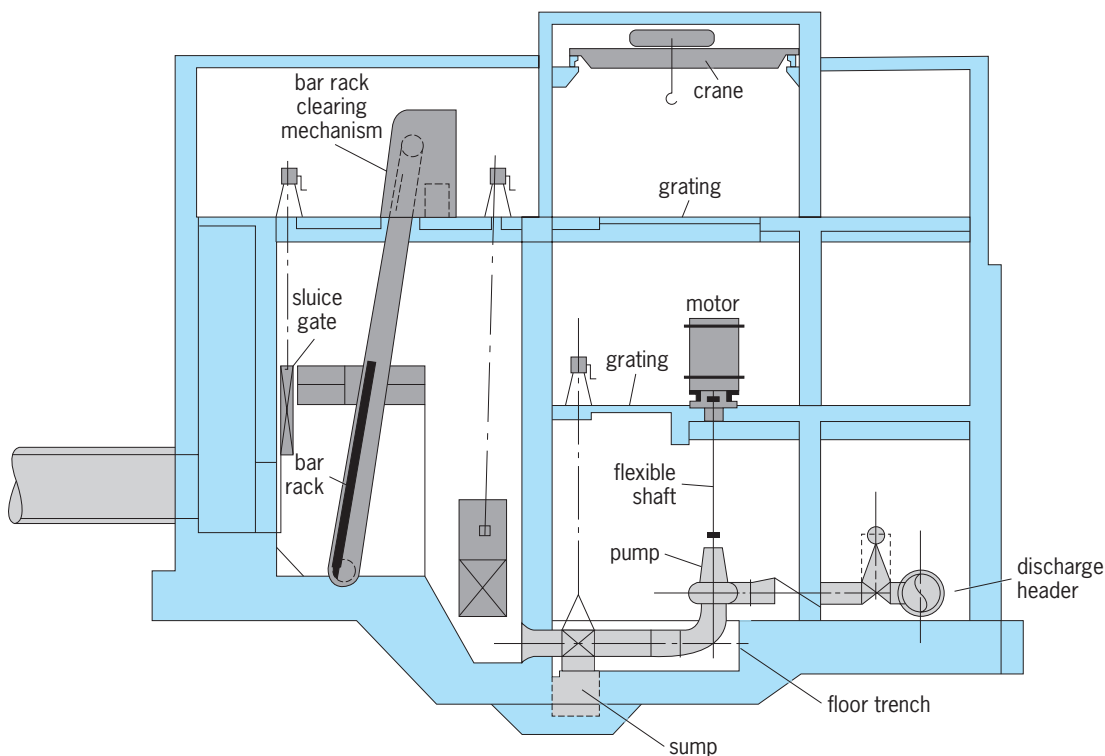 bar rack
clearing
mechanism
crane
grating
sluice
gate
motor
grating
bar
rack
flexible
shaft
pump
discharge
header
floor trench
sump